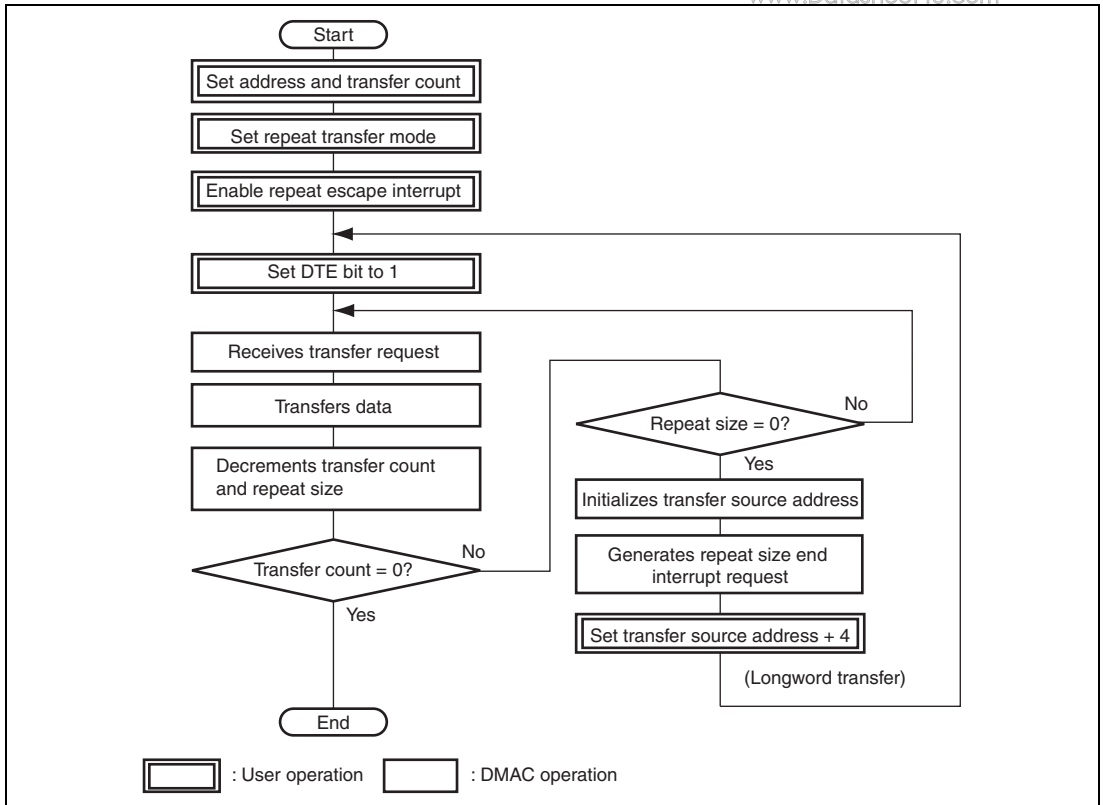 Start
Set address and transfer count
Set repeat transfer mode
Enable repeat escape interrupt
Set DTE bit to 1
Receives transfer request
Transfers data
Decrements transfer count
and repeat size
Transfer count = 0?
No
Yes
End
Repeat size = 0?
No
Yes
Initializes transfer source address
Generates repeat size end
interrupt request
Set transfer source address + 4
(Longword transfer)
: User operation
: DMAC operation